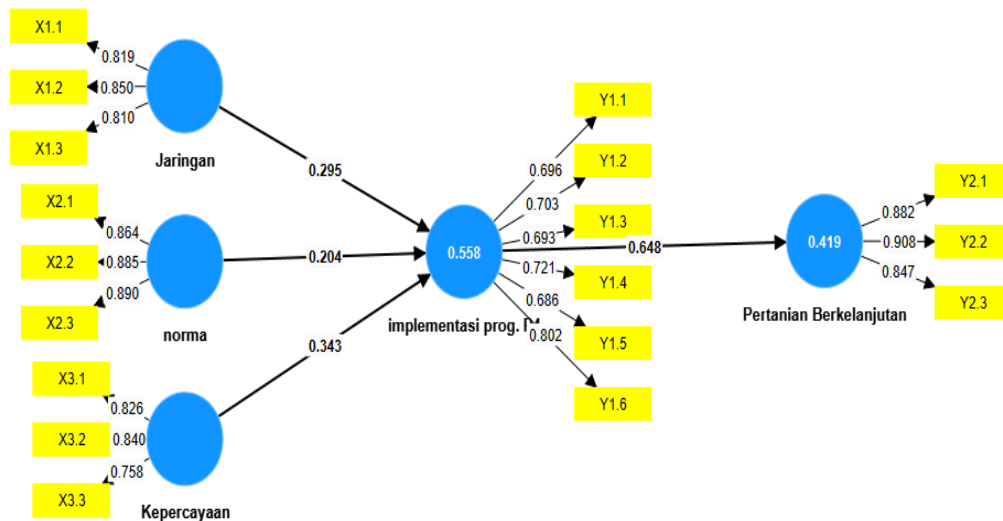 X1.1
0.819
X1.2
0.850
0.810
X1.3
Jaringan
0.295
X2.1
0.864
X2.2
0.885
0.890
X2.3
norma
0.204
X3.1
0.826
X3.2
0.840
0.758
X3.3
Kepercayaan
0.343
0.558
implementasi prog.
Y1.1
0.696
Y1.2
0.703
Y1.3
0.693
0.721
Y1.4
0.686
Y1.5
0.802
Y1.6
0.648
0.419
Pertanian Berkelanjutan
Y2.1
0.882
Y2.2
0.908
0.847
Y2.3